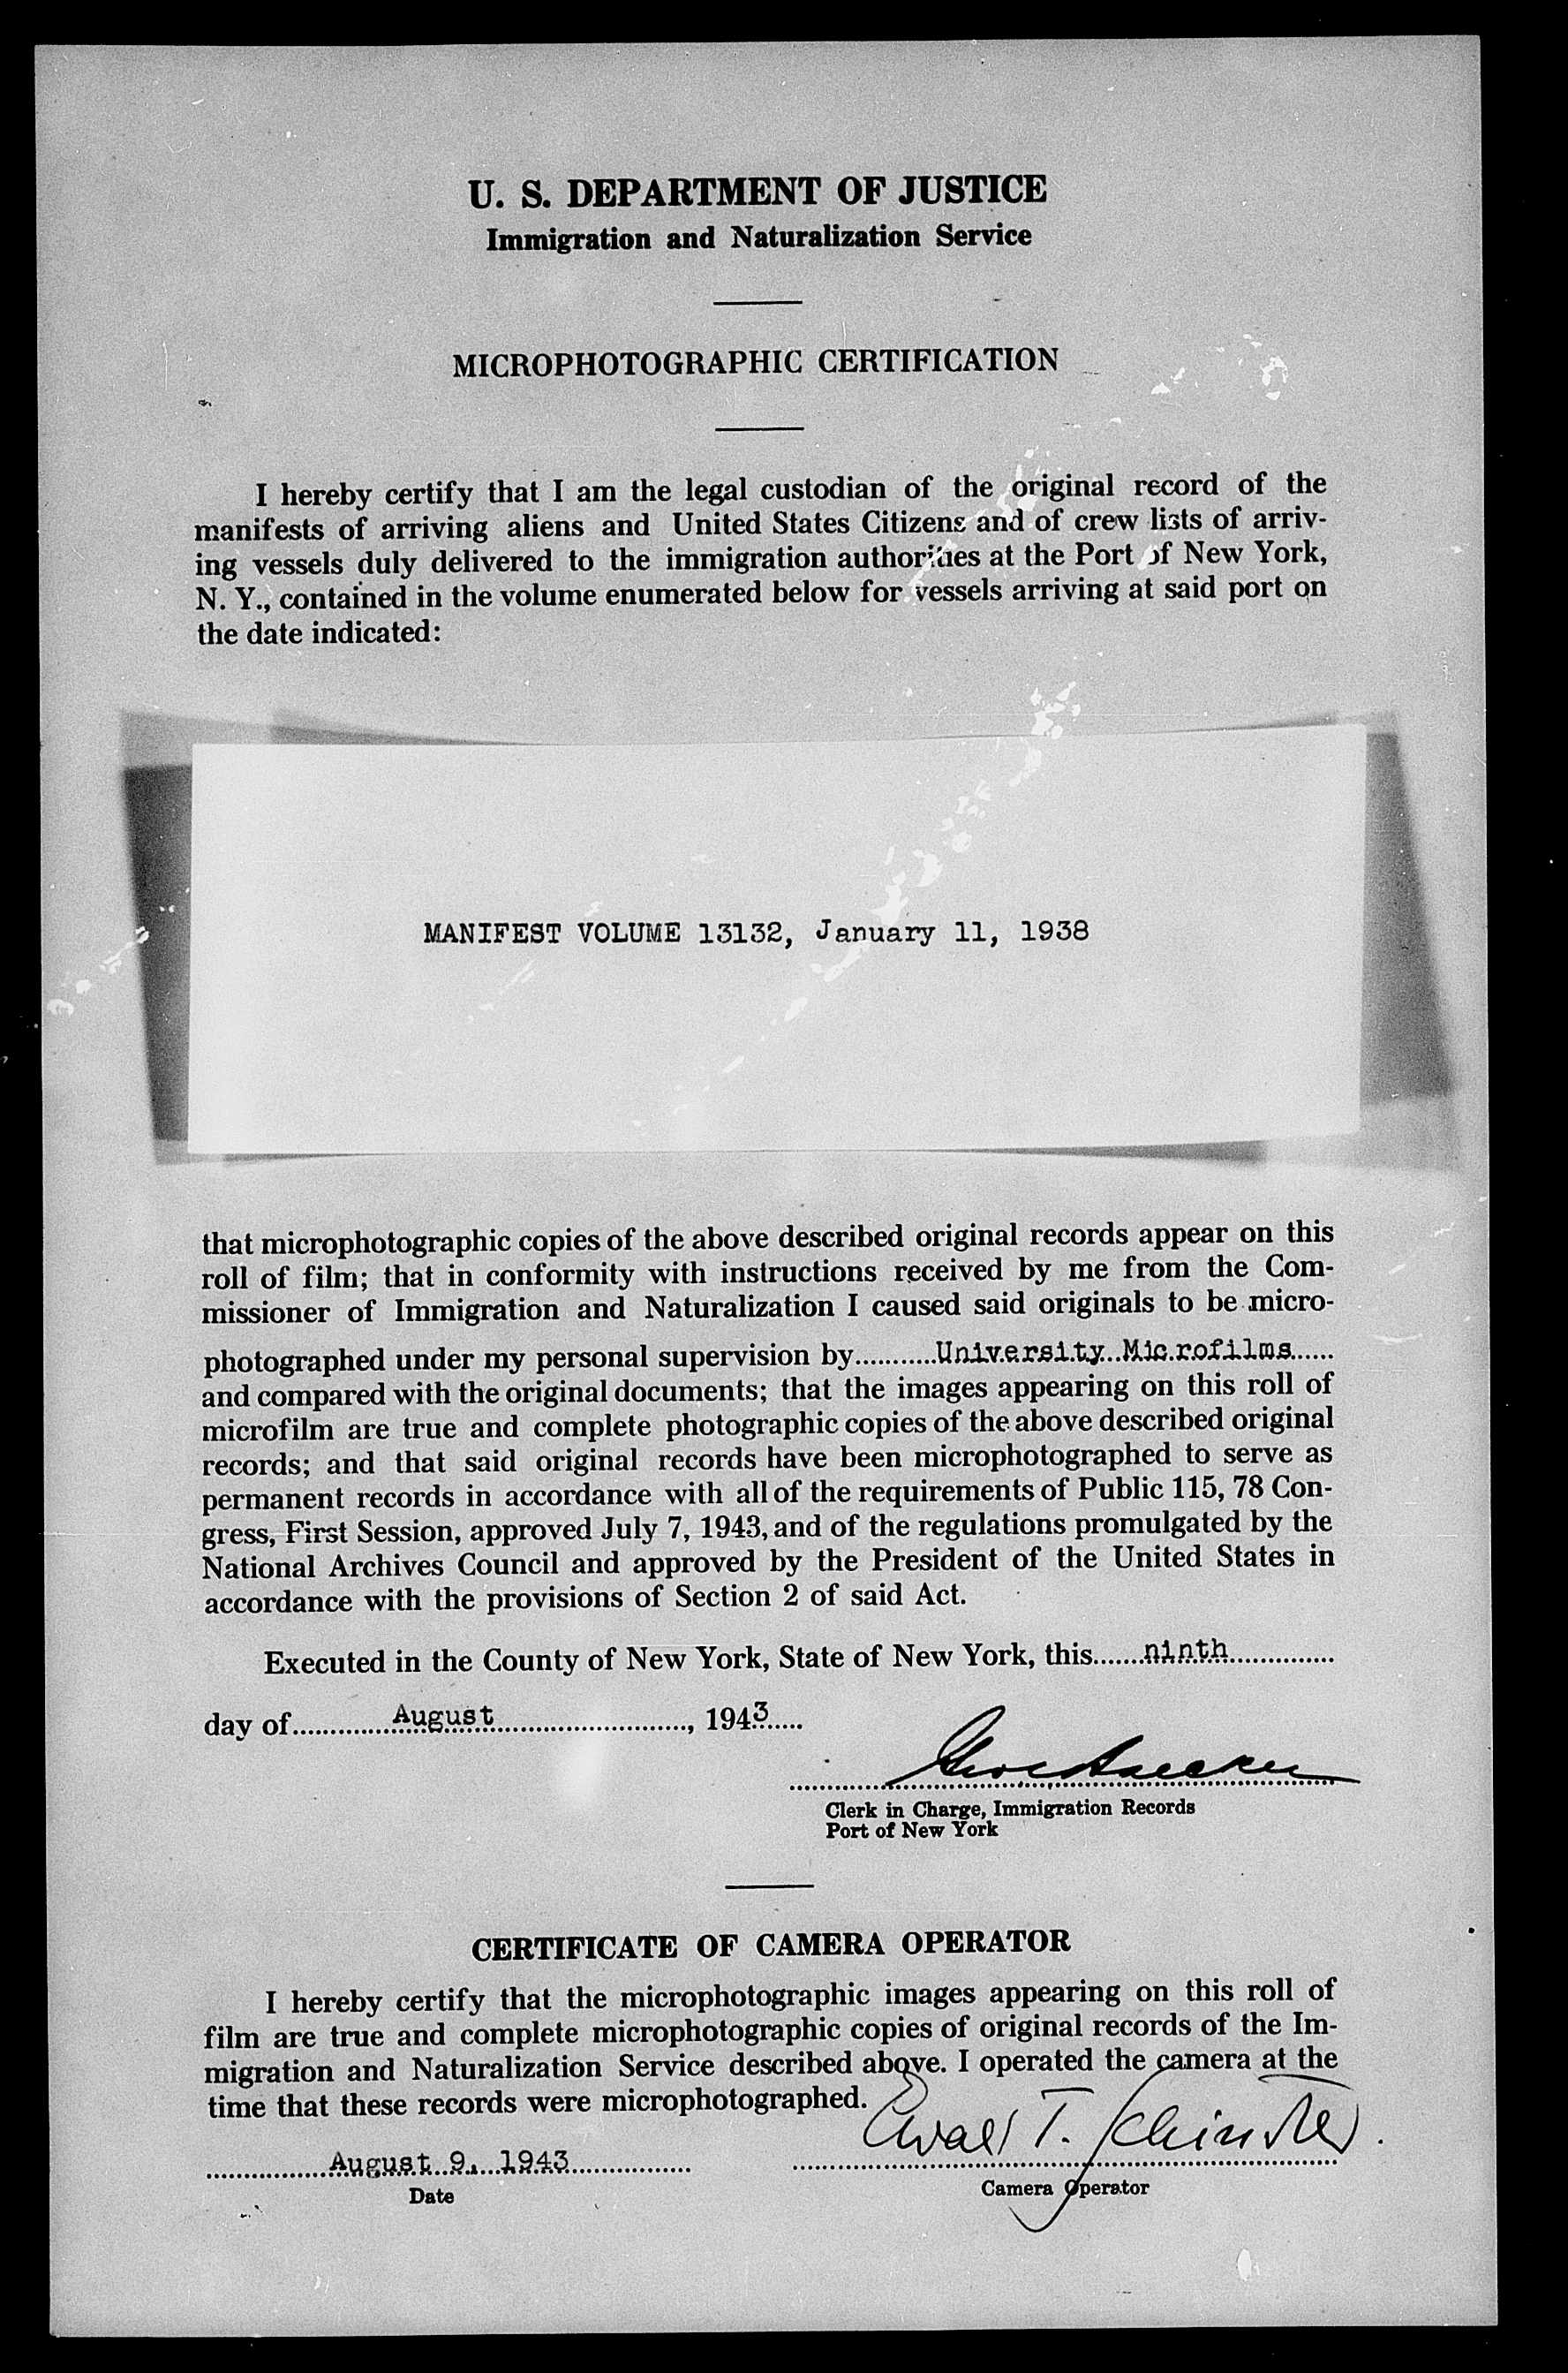 U. S. DEPARTMENT OF JUSTICE
Immigration and Naturalization Service
MICROPHOTOGRAPHIC CERTIFICATION
I hereby certify that I am the legal custodian of the original record of the
manifests of arriving aliens and United States Citizens and of crew lists of arriv-
ing vessels duly delivered to the immigration authorities at the Port of New York,
N. Y., contained in the volume enumerated below for vessels arriving at said port on
the date indicated:
MANIFEST VOLUME 13132, January 11, 1938
that microphotographic copies of the above described original records appear on this
roll of film; that in conformity with instructions received by me from the Com-
missioner of Immigration and Naturalization I caused said originals to be micro-
photographed under my personal supervision by University Microfilms
and compared with the original documents; that the images appearing on this roll of
microfilm are true and complete photographic copies of the above described original
records; and that said original records have been microphotographed to serve as
permanent records in accordance with all of the requirements of Public 115, 78 Con-
gress, First Session, approved July 7, 1943, and of the regulations promulgated by the
National Archives Council and approved by the President of the United States in
accordance with the provisions of Section 2 of said Act.
Executed in the County of New York, State of New York, this ninth
day of August, 1943
Clerk in Charge, Immigration Records
Port of New York
CERTIFICATE OF CAMERA OPERATOR
I hereby certify that the microphotographic images appearing on this roll of
film are true and complete microphotographic copies of original records of the Im-
migration and Naturalization Service described above. I operated the camera at the
time that these records were microphotographed.
Ewald T.
August 9, 1943
Date
Camera Operator